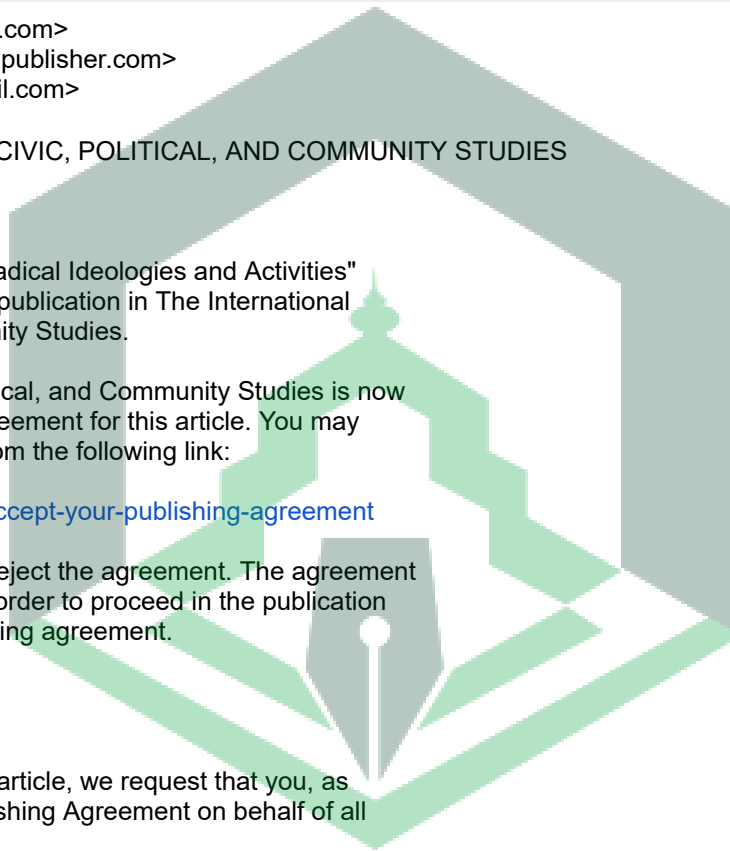 .com>
publisher.com>
il.com>
CIVIC, POLITICAL, AND COMMUNITY STUDIES
adical Ideologies and Activities"
publication in The International
nity Studies.
ical, and Community Studies is now
eement for this article. You may
om the following link:
ccept-your-publishing-agreement
eject the agreement. The agreement
order to proceed in the publication
ing agreement.
article, we request that you, as
shing Agreement on behalf of all